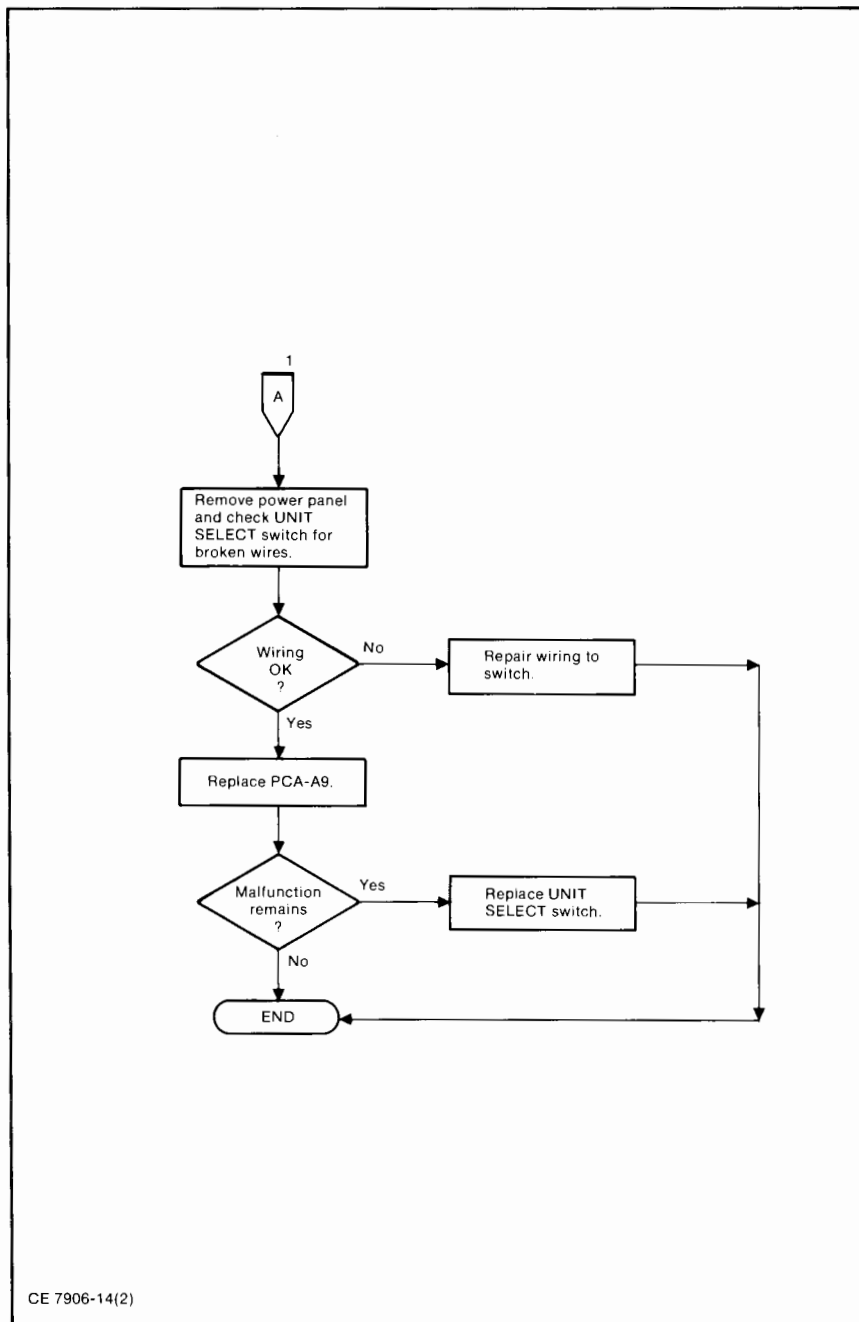 1
A
Remove power panel
and check UNIT
SELECT switch for
broken wires.
Wiring
OK
?
No
Repair wiring to
switch.
Yes
Replace PCA-A9.
Malfunction
remains
?
Yes
Replace UNIT
SELECT switch.
No
END
CE 7906-14(2)